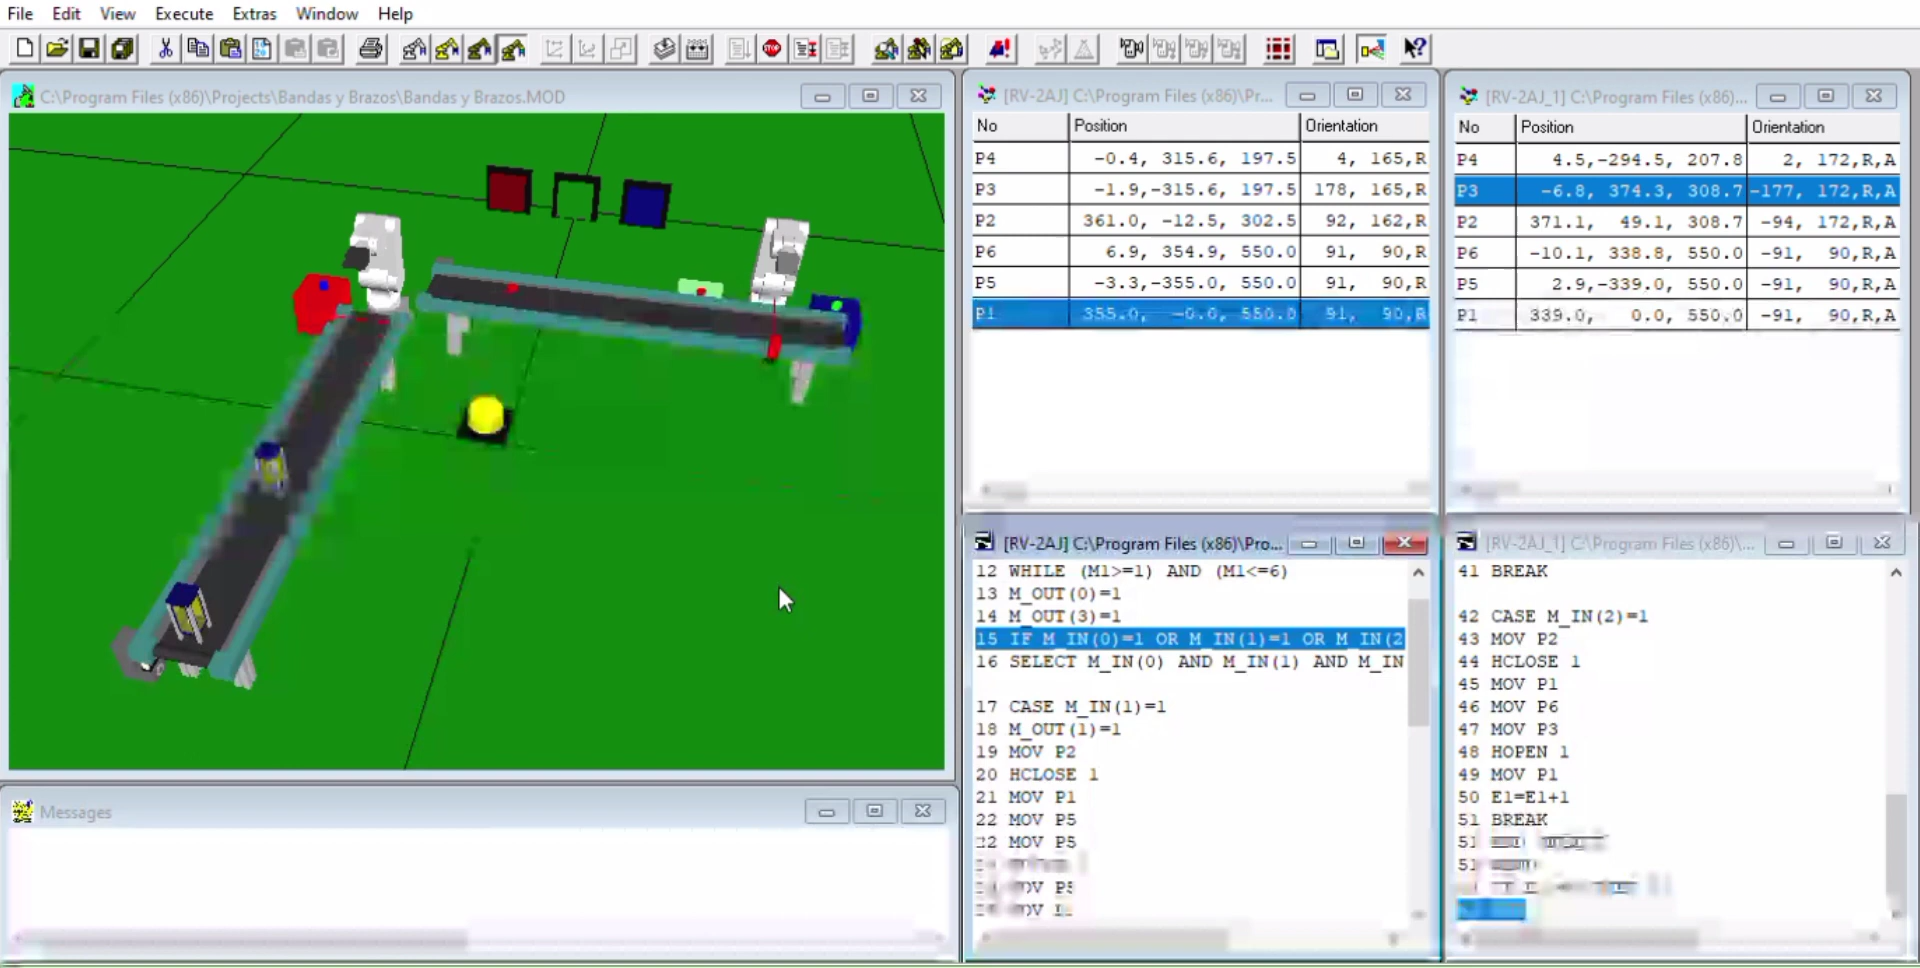 File Edit View Execute Extras Window Help
C:\Program Files (x86)\Projects\Bandas y Brazos\Bandas y Brazos.MOD
[RV-2AJ] C:\Program Files (x86)\Pr...
No Position Orientation
P4 -0.4, 315.6, 197.5 4, 165,R
P3 -1.9,-315.6, 197.5 178, 165,R
P2 361.0, -12.5, 302.5 92, 162,R
P6 6.9, 354.9, 550.0 91, 90,R
P5 -3.3,-355.0, 550.0 91, 90,R
P1 355.0, -0.0, 550.0 91, 90,R
[RV-2AJ_1] C:\Program Files (x86)...
No Position Orientation
P4 4.5,-294.5, 207.8 2, 172,R,A
P3 -6.8, 374.3, 308.7 -177, 172,R,A
P2 371.1, 49.1, 308.7 -94, 172,R,A
P6 -10.1, 338.8, 550.0 -91, 90,R,A
P5 2.9,-339.0, 550.0 -91, 90,R,A
P1 339.0, 0.0, 550.0 -91, 90,R,A
Messages
[RV-2AJ] C:\Program Files (x86)\Pro...
12 WHILE (M1>=1) AND (M1<=6)
13 M_OUT(0)=1
14 M_OUT(3)=1
15 IF M_IN(0)=1 OR M_IN(1)=1 OR M_IN(2
16 SELECT M_IN(0) AND M_IN(1) AND M_IN
17 CASE M_IN(1)=1
18 M_OUT(1)=1
19 MOV P2
20 HCLOSE 1
21 MOV P1
22 MOV P5
22 MOV P5
[RV-2AJ_1] C:\Program Files (x86)\...
41 BREAK
42 CASE M_IN(2)=1
43 MOV P2
44 HCLOSE 1
45 MOV P1
46 MOV P6
47 MOV P3
48 HOPEN 1
49 MOV P1
50 E1=E1+1
51 BREAK
51
51